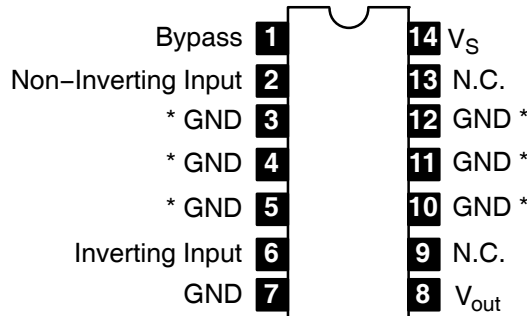 Bypass 1 14 VS
Non–Inverting Input 2 13 N.C.
* GND 3 12 GND *
* GND 4 11 GND *
* GND 5 10 GND *
Inverting Input 6 9 N.C.
GND 7 8 Vout